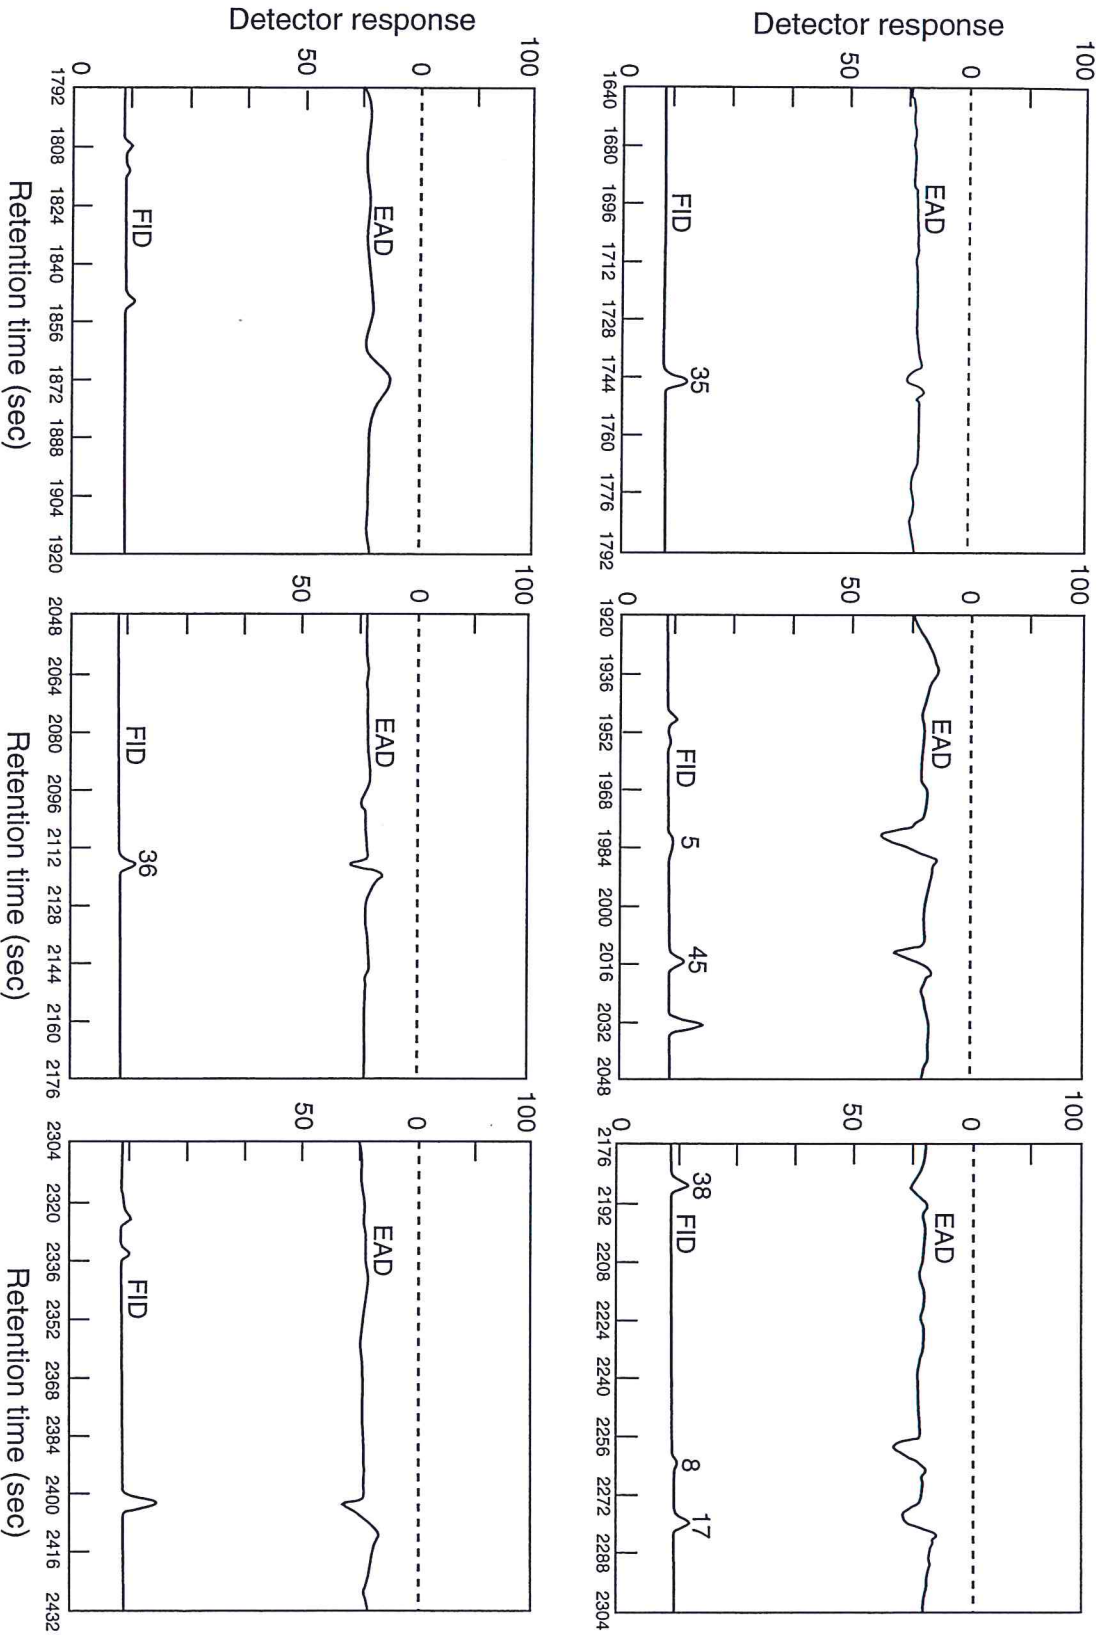 Detector response
100
0
50
0
EAD
FID
35
1640 1680 1696 1712 1728 1744 1760 1776 1792
100
0
50
0
EAD
FID
5
45
1920 1936 1952 1968 1984 2000 2016 2032 2048
100
0
50
0
EAD
38
FID
8
17
2176 2192 2208 2224 2240 2256 2272 2288 2304
Detector response
100
0
50
0
EAD
FID
1792 1808 1824 1840 1856 1872 1888 1904 1920
Retention time (sec)
100
0
50
EAD
FID
36
2048 2064 2080 2096 2112 2128 2144 2160 2176
Retention time (sec)
100
0
50
EAD
FID
2304 2320 2336 2352 2368 2384 2400 2416 2432
Retention time (sec)